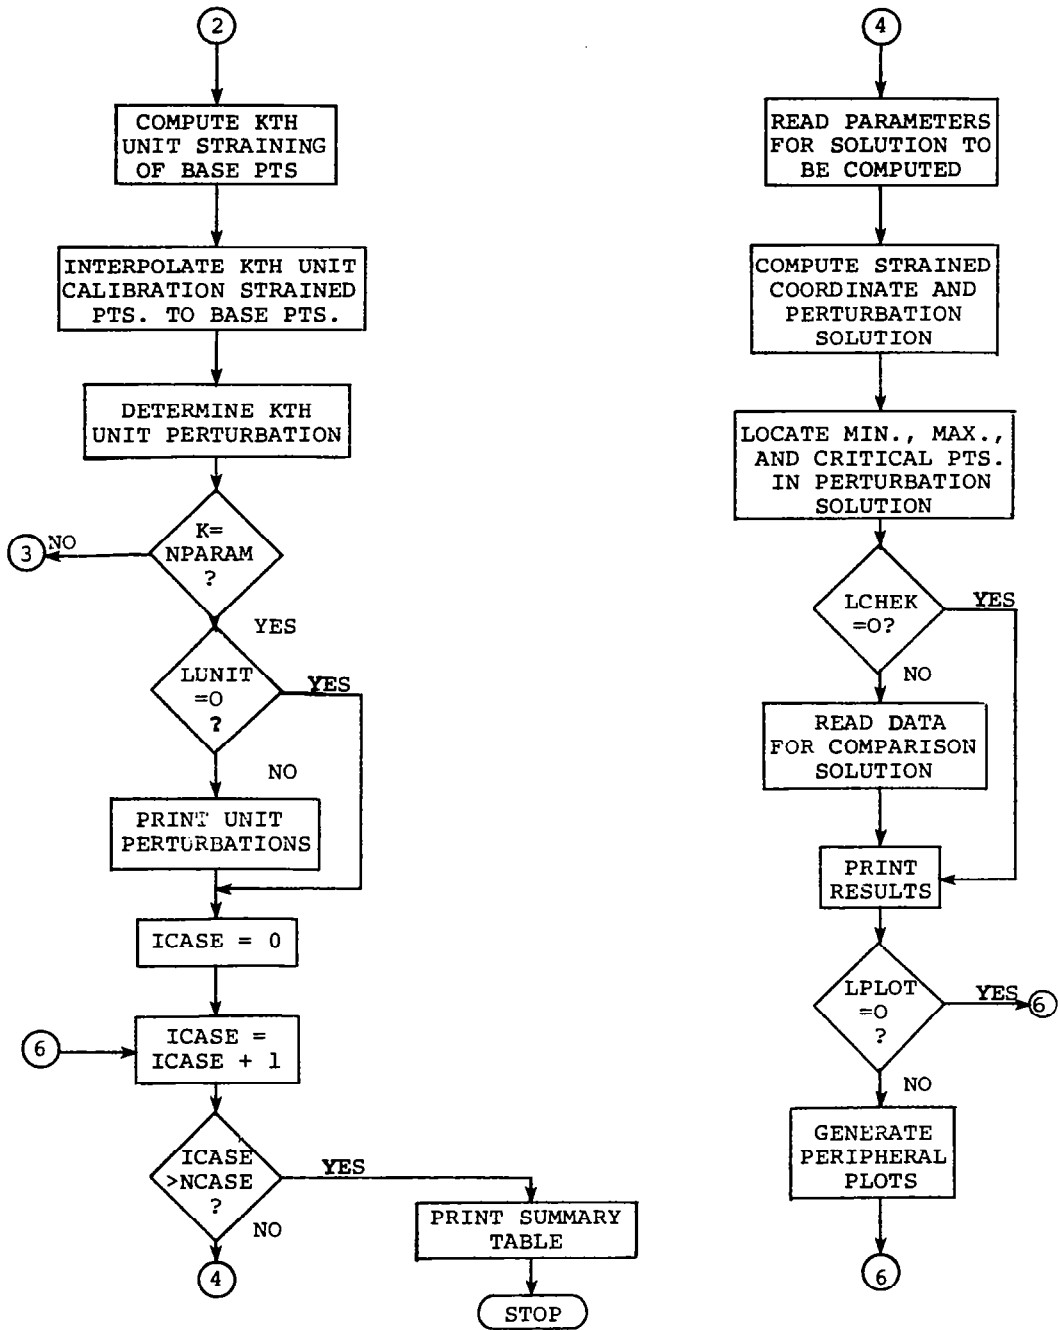 2
COMPUTE KTH
UNIT STRAINING
OF BASE PTS
INTERPOLATE KTH UNIT
CALIBRATION STRAINED
PTS. TO BASE PTS.
DETERMINE KTH
UNIT PERTURBATION
K=
NPARAM
?
NO
3
YES
LUNIT
=0
?
YES
NO
PRINT UNIT
PERTURBATIONS
ICASE = 0
6
ICASE =
ICASE + 1
ICASE
>NCASE
?
YES
NO
4
PRINT SUMMARY
TABLE
STOP
4
READ PARAMETERS
FOR SOLUTION TO
BE COMPUTED
COMPUTE STRAINED
COORDINATE AND
PERTURBATION
SOLUTION
LOCATE MIN., MAX.,
AND CRITICAL PTS.
IN PERTURBATION
SOLUTION
LCHEK
=0?
YES
NO
READ DATA
FOR COMPARISON
SOLUTION
PRINT
RESULTS
LPLOT
=0
?
YES
6
NO
GENERATE
PERIPHERAL
PLOTS
6